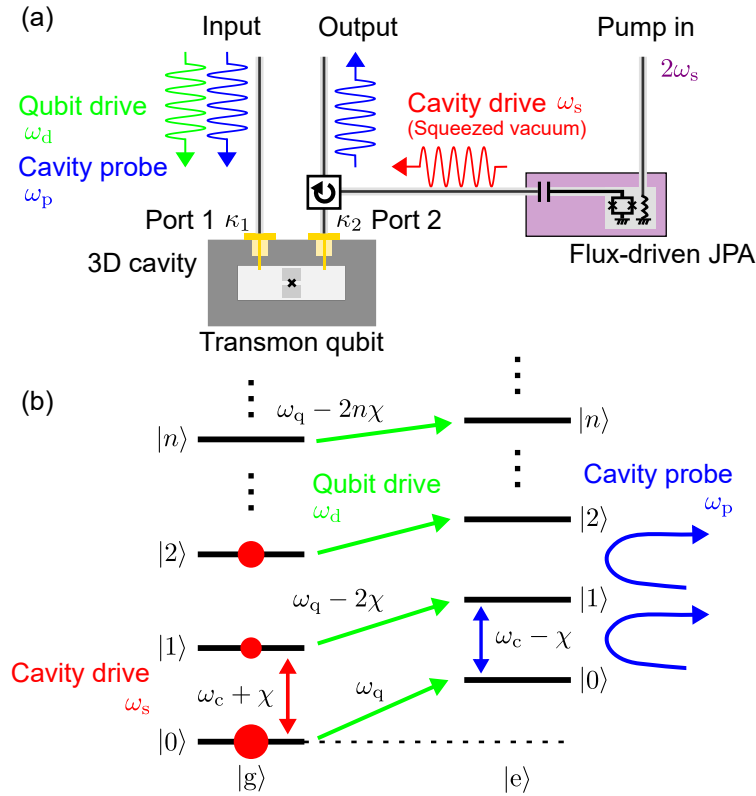 (a)
Input
Output
Pump in
2ωs
Qubit drive
ωd
Cavity probe
ωp
Cavity drive ωs
(Squeezed vacuum)
Port 1 κ1
κ2 Port 2
3D cavity
Flux-driven JPA
Transmon qubit
(b)
|n⟩
ωq − 2nχ
|n⟩
Qubit drive
ωd
Cavity probe
ωp
|2⟩
|2⟩
ωq − 2χ
|1⟩
|1⟩
Cavity drive
ωs
ωc + χ
ωq
ωc − χ
|0⟩
|0⟩
|g⟩
|e⟩